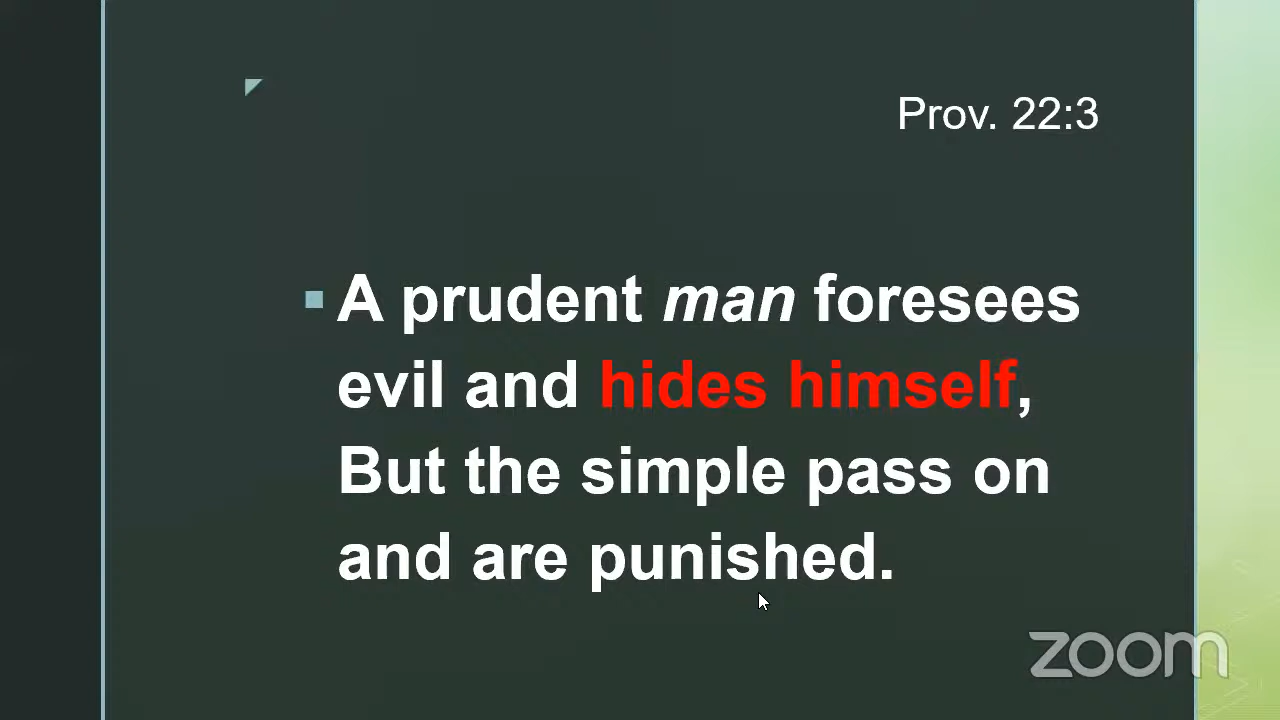 Prov. 22:3
A prudent man foresees
evil and hides himself,
But the simple pass on
and are punished.
zoom